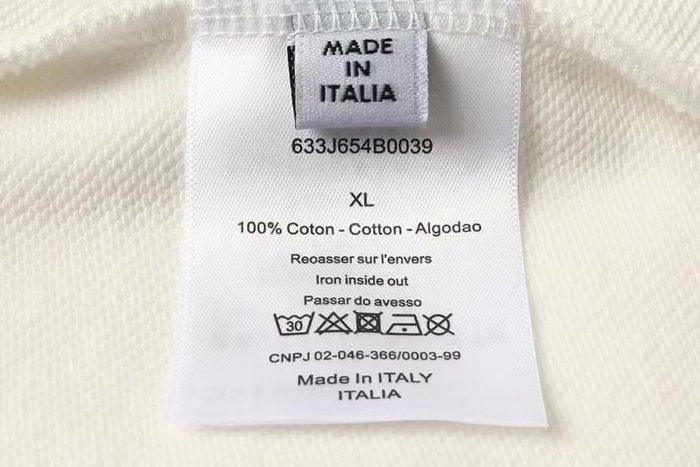 MADE
IN
ITALIA
633J654B0039
XL
100% Coton - Cotton - Algodao
Reoasser sur l'envers
Iron inside out
Passar do avesso
30
CNPJ 02-046-366/0003-99
Made In ITALY
ITALIA